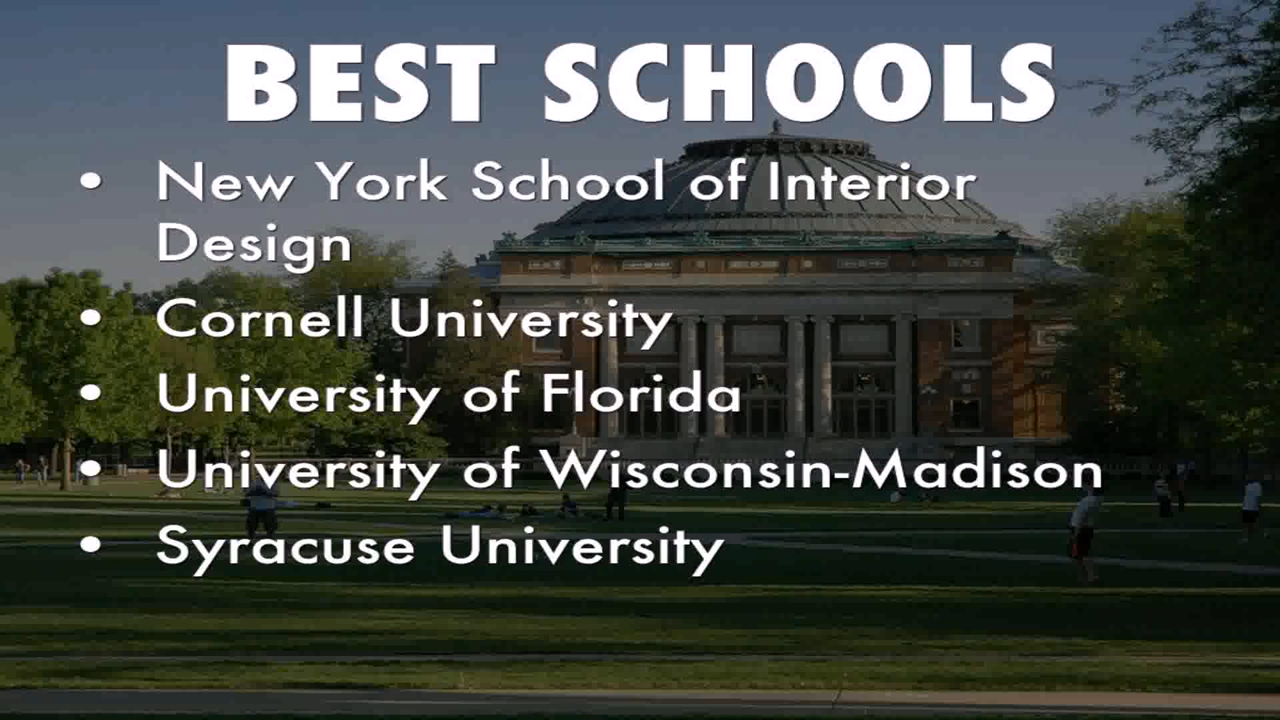 BEST SCHOOLS
• New York School of Interior
Design
• Cornell University
• University of Florida
• University of Wisconsin-Madison
• Syracuse University